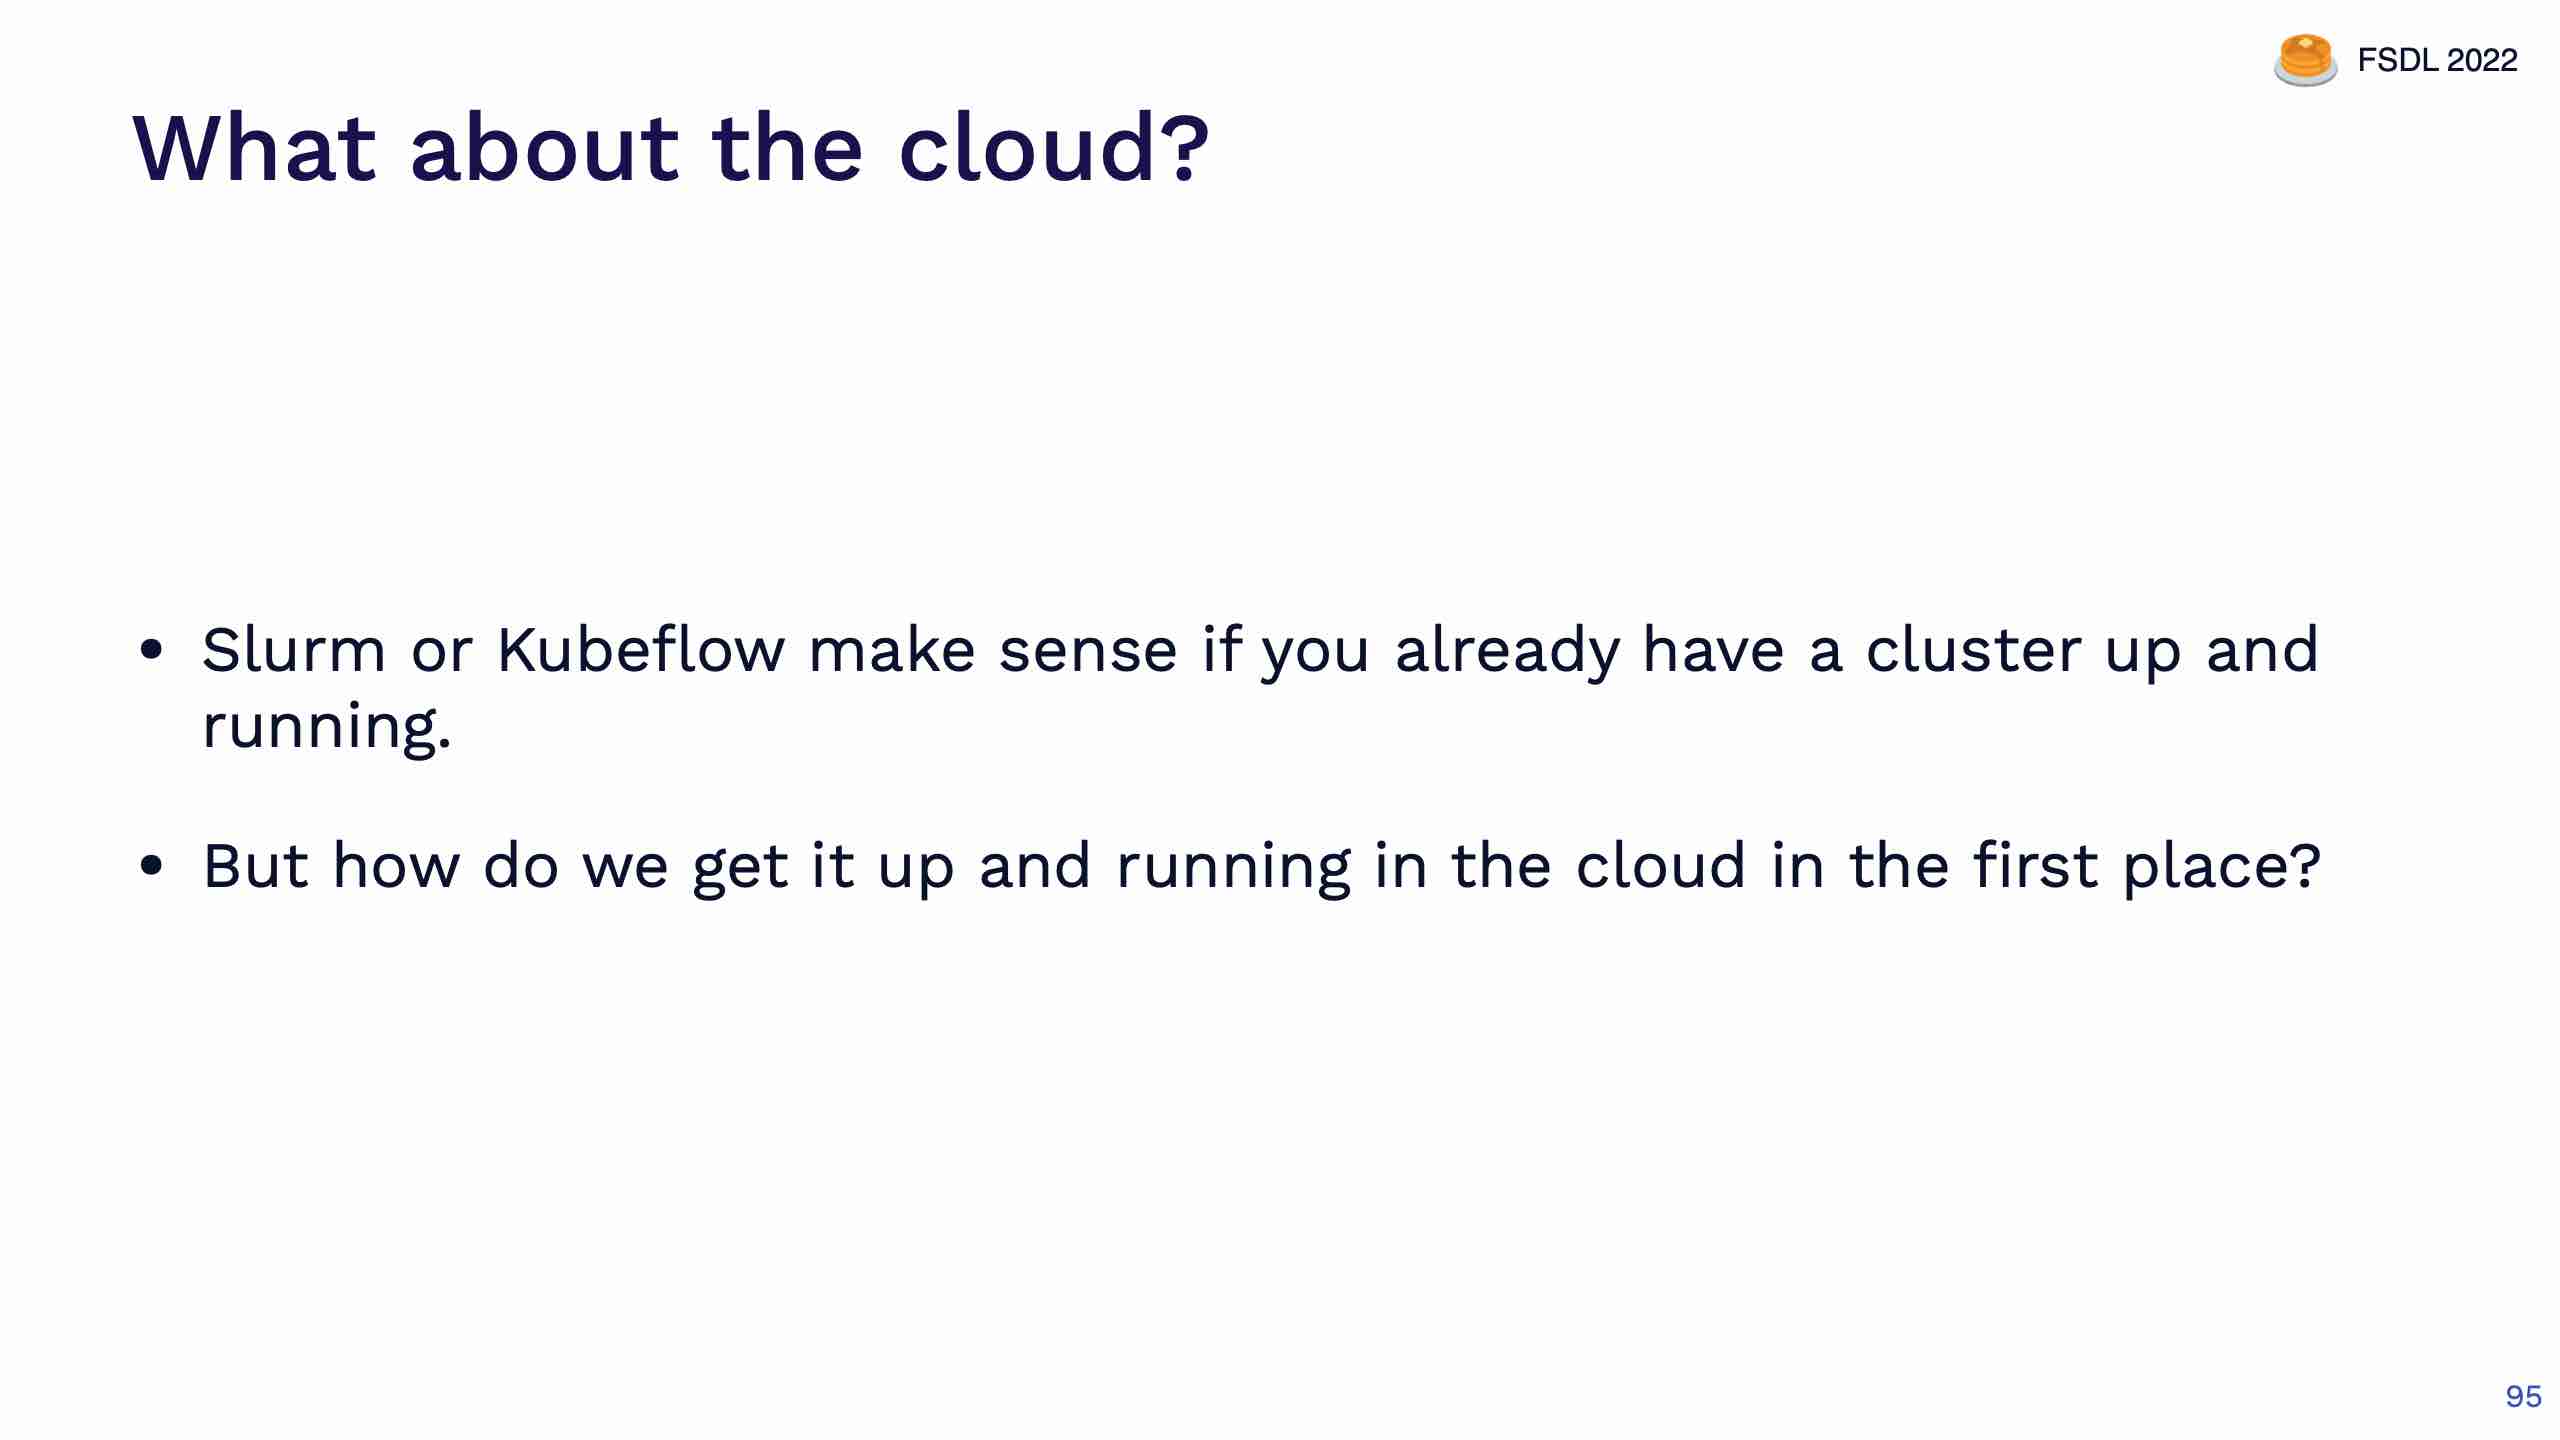 FSDL 2022
What about the cloud?
• Slurm or Kubeflow make sense if you already have a cluster up and
running.
• But how do we get it up and running in the cloud in the first place?
95